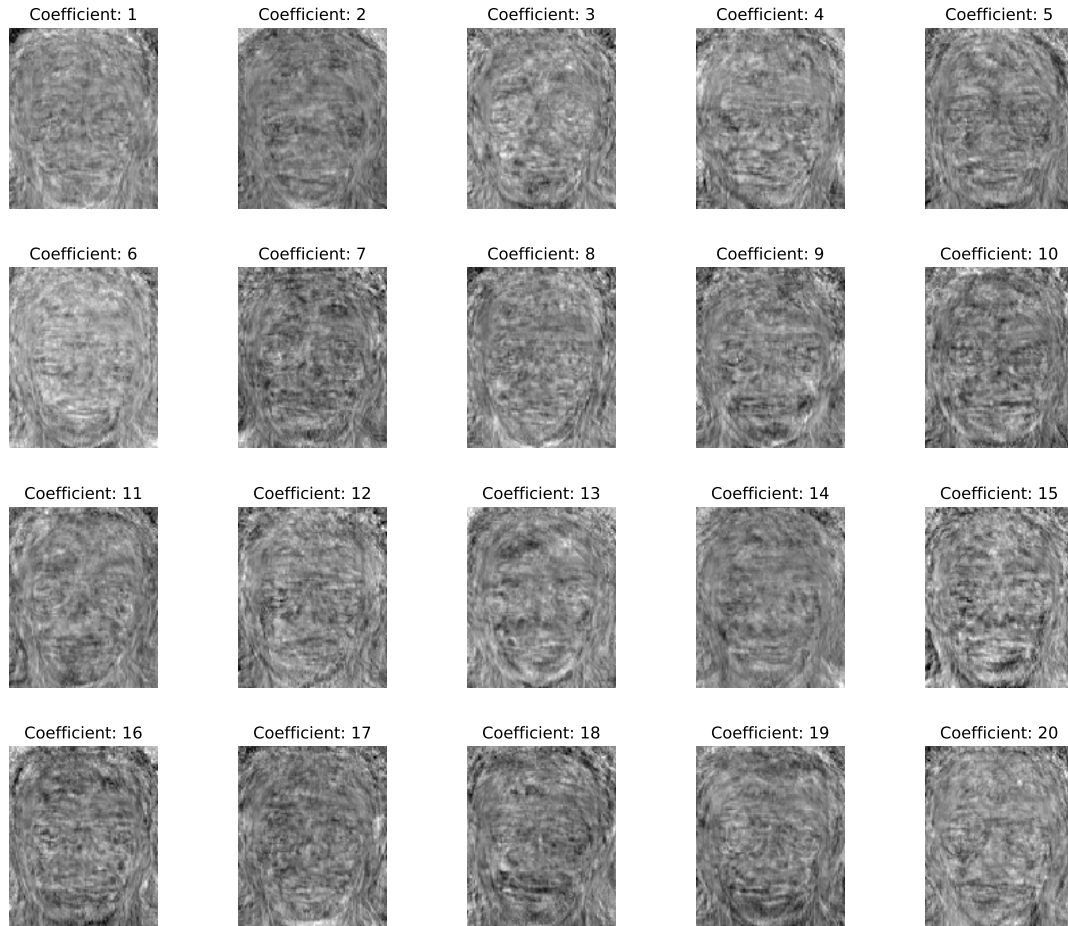 Coefficient: 1
Coefficient: 2
Coefficient: 3
Coefficient: 4
Coefficient: 5
Coefficient: 6
Coefficient: 7
Coefficient: 8
Coefficient: 9
Coefficient: 10
Coefficient: 11
Coefficient: 12
Coefficient: 13
Coefficient: 14
Coefficient: 15
Coefficient: 16
Coefficient: 17
Coefficient: 18
Coefficient: 19
Coefficient: 20